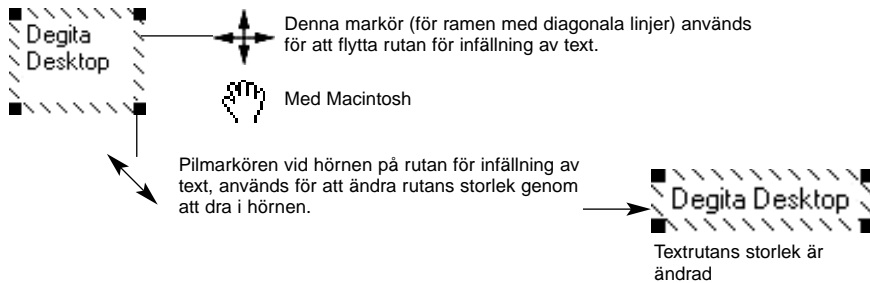 Degita
Desktop
Denna markör (för ramen med diagonala linjer) används
för att flytta rutan för infällning av text.
Med Macintosh
Pilmarkören vid hörnen på rutan för infällning av
text, används för att ändra rutans storlek genom
att dra i hörnen.
Degita Desktop
Textrutans storlek är
ändrad